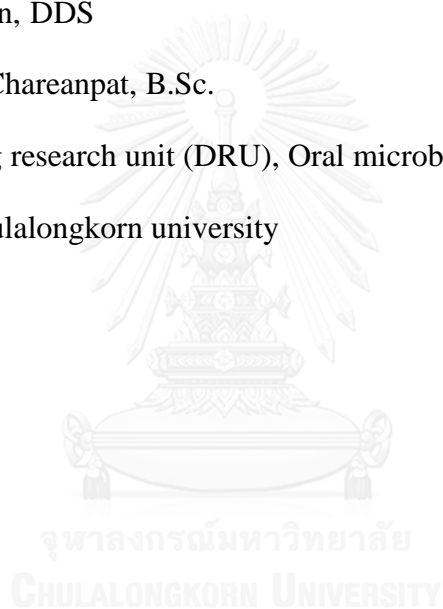 n, DDS
Chareanpat, B.Sc.
research unit (DRU), Oral microb
ulalongkorn university
จุฬาลงกรณ์มหาวิทยาลัย
CHULALONGKORN UNIVERSITY